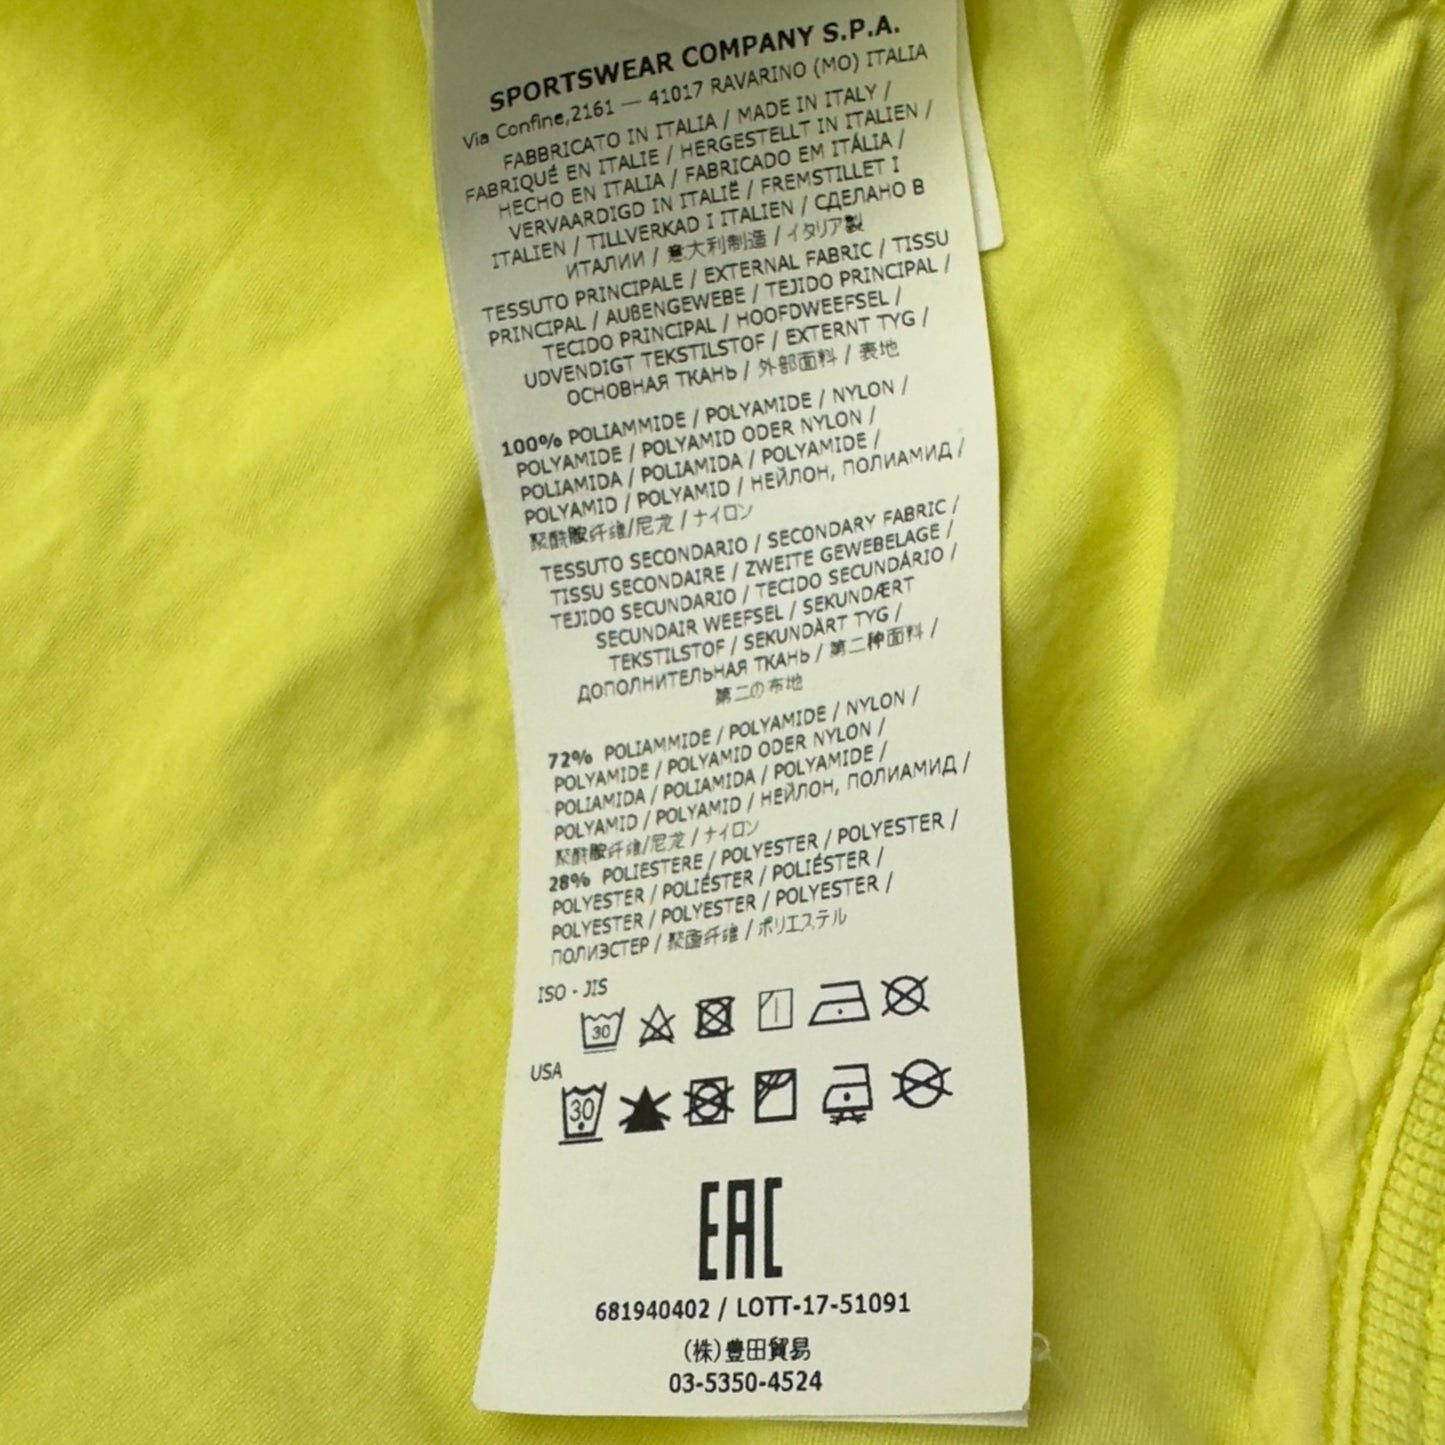 SPORTSWEAR COMPANY S.P.A.
Via Confine,2161 — 41017 RAVARINO (MO) ITALIA
FABBRICATO IN ITALIA / MADE IN ITALY /
FABRIQUÉ EN ITALIE / HERGESTELLT IN ITALIEN /
HECHO EN ITALIA / FABRICADO EM ITÁLIA /
VERVAARDIGD IN ITALIË / FREMSTILLET I
ITALIEN / TILLVERKAD I ITALIEN / СДЕЛАНО В
ИТАЛИИ / 意大利制造 / イタリア製
TESSUTO PRINCIPALE / EXTERNAL FABRIC / TISSU
PRINCIPAL / AUßENGEWEBE / TEJIDO PRINCIPAL /
TECIDO PRINCIPAL / HOOFDWEEFSEL /
UDVENDIGT TEKSTILSTOF / EXTERNT TYG /
ОСНОВНАЯ ТКАНЬ / 外部面料 / 表地
100% POLIAMMIDE / POLYAMIDE / NYLON /
POLYAMIDE / POLYAMID ODER NYLON /
POLIAMIDA / POLIAMIDA / POLYAMIDE /
POLYAMID / POLYAMID / НЕЙЛОН, ПОЛИАМИД /
聚酰胺纤维/尼龙 / ナイロン
TESSUTO SECONDARIO / SECONDARY FABRIC /
TISSU SECONDAIRE / ZWEITE GEWEBELAGE /
TEJIDO SECUNDARIO / TECIDO SECUNDÁRIO /
SECUNDAIR WEEFSEL / SEKUNDÆRT
TEKSTILSTOF / SEKUNDÄRT TYG /
ДОПОЛНИТЕЛЬНАЯ ТКАНЬ / 第二种面料 /
第二の布地
72% POLIAMMIDE / POLYAMIDE / NYLON /
POLYAMIDE / POLYAMID ODER NYLON /
POLIAMIDA / POLIAMIDA / POLYAMIDE /
POLYAMID / POLYAMID / НЕЙЛОН, ПОЛИАМИД /
聚酰胺纤维/尼龙 / ナイロン
28% POLIESTERE / POLYESTER / POLYESTER /
POLYESTER / POLIÉSTER / POLIÉSTER /
POLYESTER / POLYESTER / POLYESTER /
ПОЛИЭСТЕР / 聚酯纤维 / ポリエステル
ISO - JIS
30
USA
30
EAC
681940402 / LOTT-17-51091
(株)豊田貿易
03-5350-4524